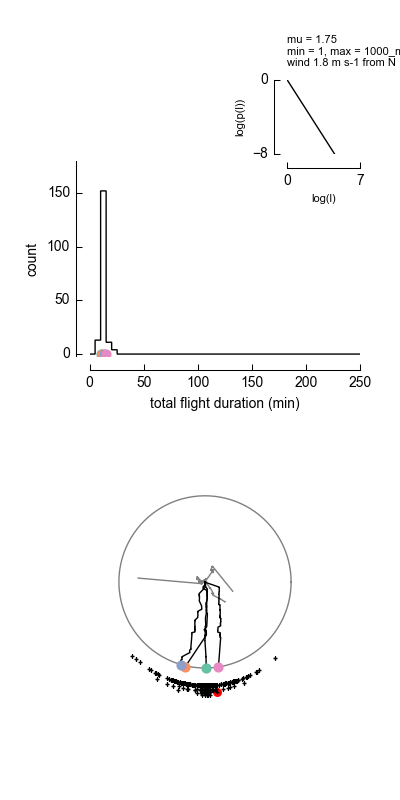 mu = 1.75
min = 1, max = 1000_m
wind 1.8 m s-1 from N
0
−8
log(p(l))
0
7
log(l)
150
100
50
0
count
0
50
100
150
200
250
total flight duration (min)